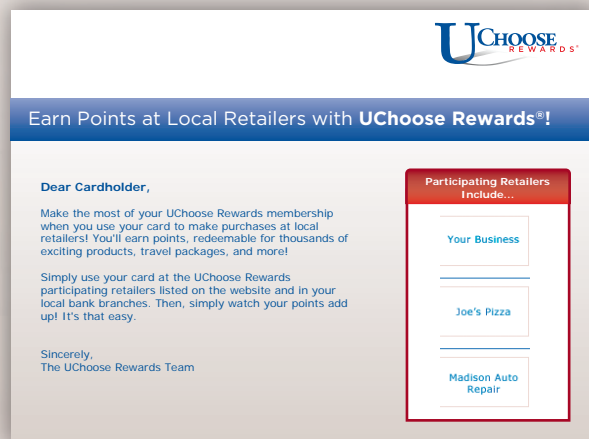 UCHOOSE
REWARDS®
Earn Points at Local Retailers with UChoose Rewards®!
Dear Cardholder,
Make the most of your UChoose Rewards membership
when you use your card to make purchases at local
retailers! You'll earn points, redeemable for thousands of
exciting products, travel packages, and more!
Simply use your card at the UChoose Rewards
participating retailers listed on the website and in your
local bank branches. Then, simply watch your points add
up! It's that easy.
Sincerely,
The UChoose Rewards Team
Participating Retailers
Include...
Your Business
Joe's Pizza
Madison Auto
Repair